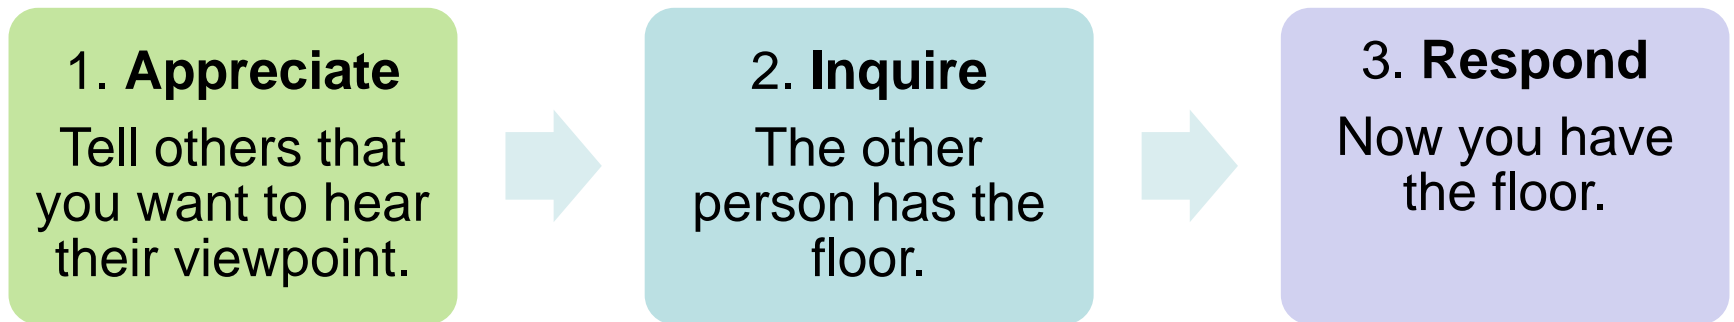 1. Appreciate
Tell others that
you want to hear
their viewpoint.
2. Inquire
The other
person has the
floor.
3. Respond
Now you have
the floor.